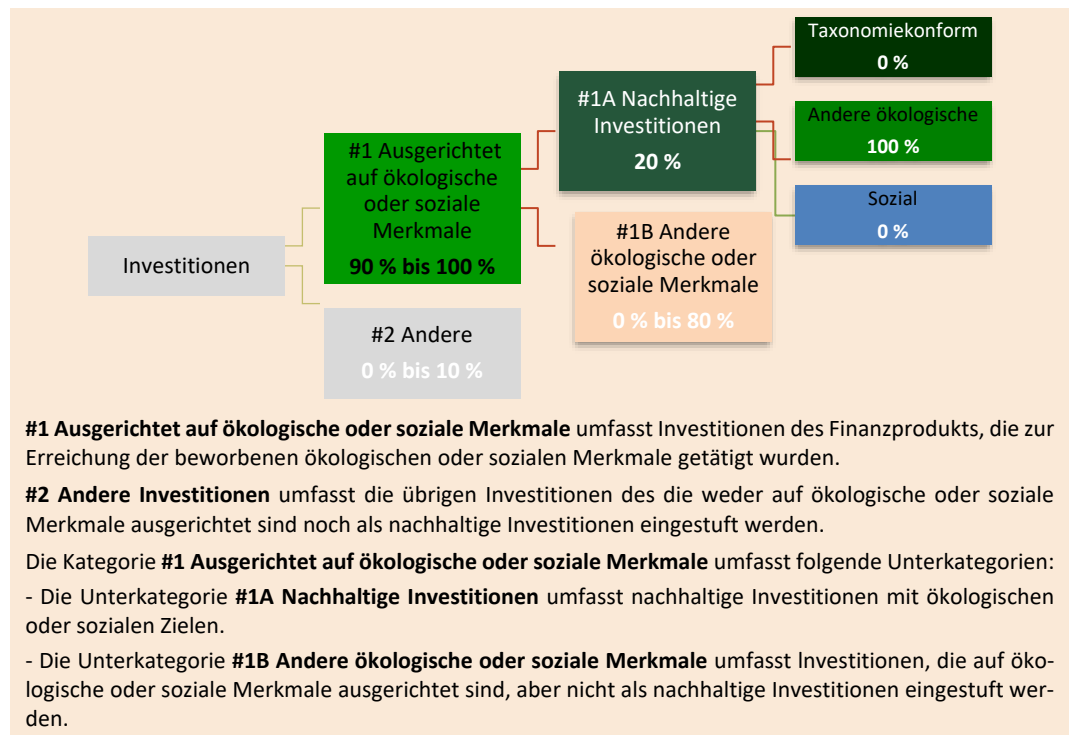 Investitionen
#1 Ausgerichtet
auf ökologische
oder soziale
Merkmale
90 % bis 100 %
#2 Andere
0 % bis 10 %
#1A Nachhaltige
Investitionen
20 %
#1B Andere
ökologische oder
soziale Merkmale
0 % bis 80 %
Taxonomiekonform
0 %
Andere ökologische
100 %
Sozial
0 %
#1 Ausgerichtet auf ökologische oder soziale Merkmale umfasst Investitionen des Finanzprodukts, die zur
Erreichung der beworbenen ökologischen oder sozialen Merkmale getätigt wurden.
#2 Andere Investitionen umfasst die übrigen Investitionen des die weder auf ökologische oder soziale
Merkmale ausgerichtet sind noch als nachhaltige Investitionen eingestuft werden.
Die Kategorie #1 Ausgerichtet auf ökologische oder soziale Merkmale umfasst folgende Unterkategorien:
- Die Unterkategorie #1A Nachhaltige Investitionen umfasst nachhaltige Investitionen mit ökologischen
oder sozialen Zielen.
- Die Unterkategorie #1B Andere ökologische oder soziale Merkmale umfasst Investitionen, die auf öko-
logische oder soziale Merkmale ausgerichtet sind, aber nicht als nachhaltige Investitionen eingestuft wer-
den.